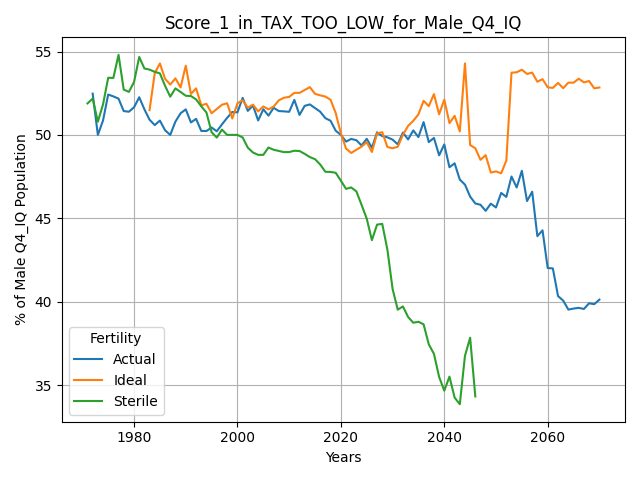 Score_1_in_TAX_TOO_LOW_for_Male_Q4_IQ
% of Male Q4_IQ Population
55
50
45
40
35
Fertility
Actual
Ideal
Sterile
1980 2000 2020 2040 2060
Years